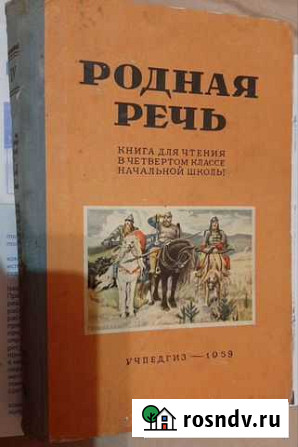 РОДНАЯ
РЕЧЬ
КНИГА ДЛЯ ЧТЕНИЯ
В ЧЕТВЕРТОМ КЛАССЕ
НАЧАЛЬНОЙ ШКОЛЫ
УЧПЕДГИЗ — 1959
rosndv.ru